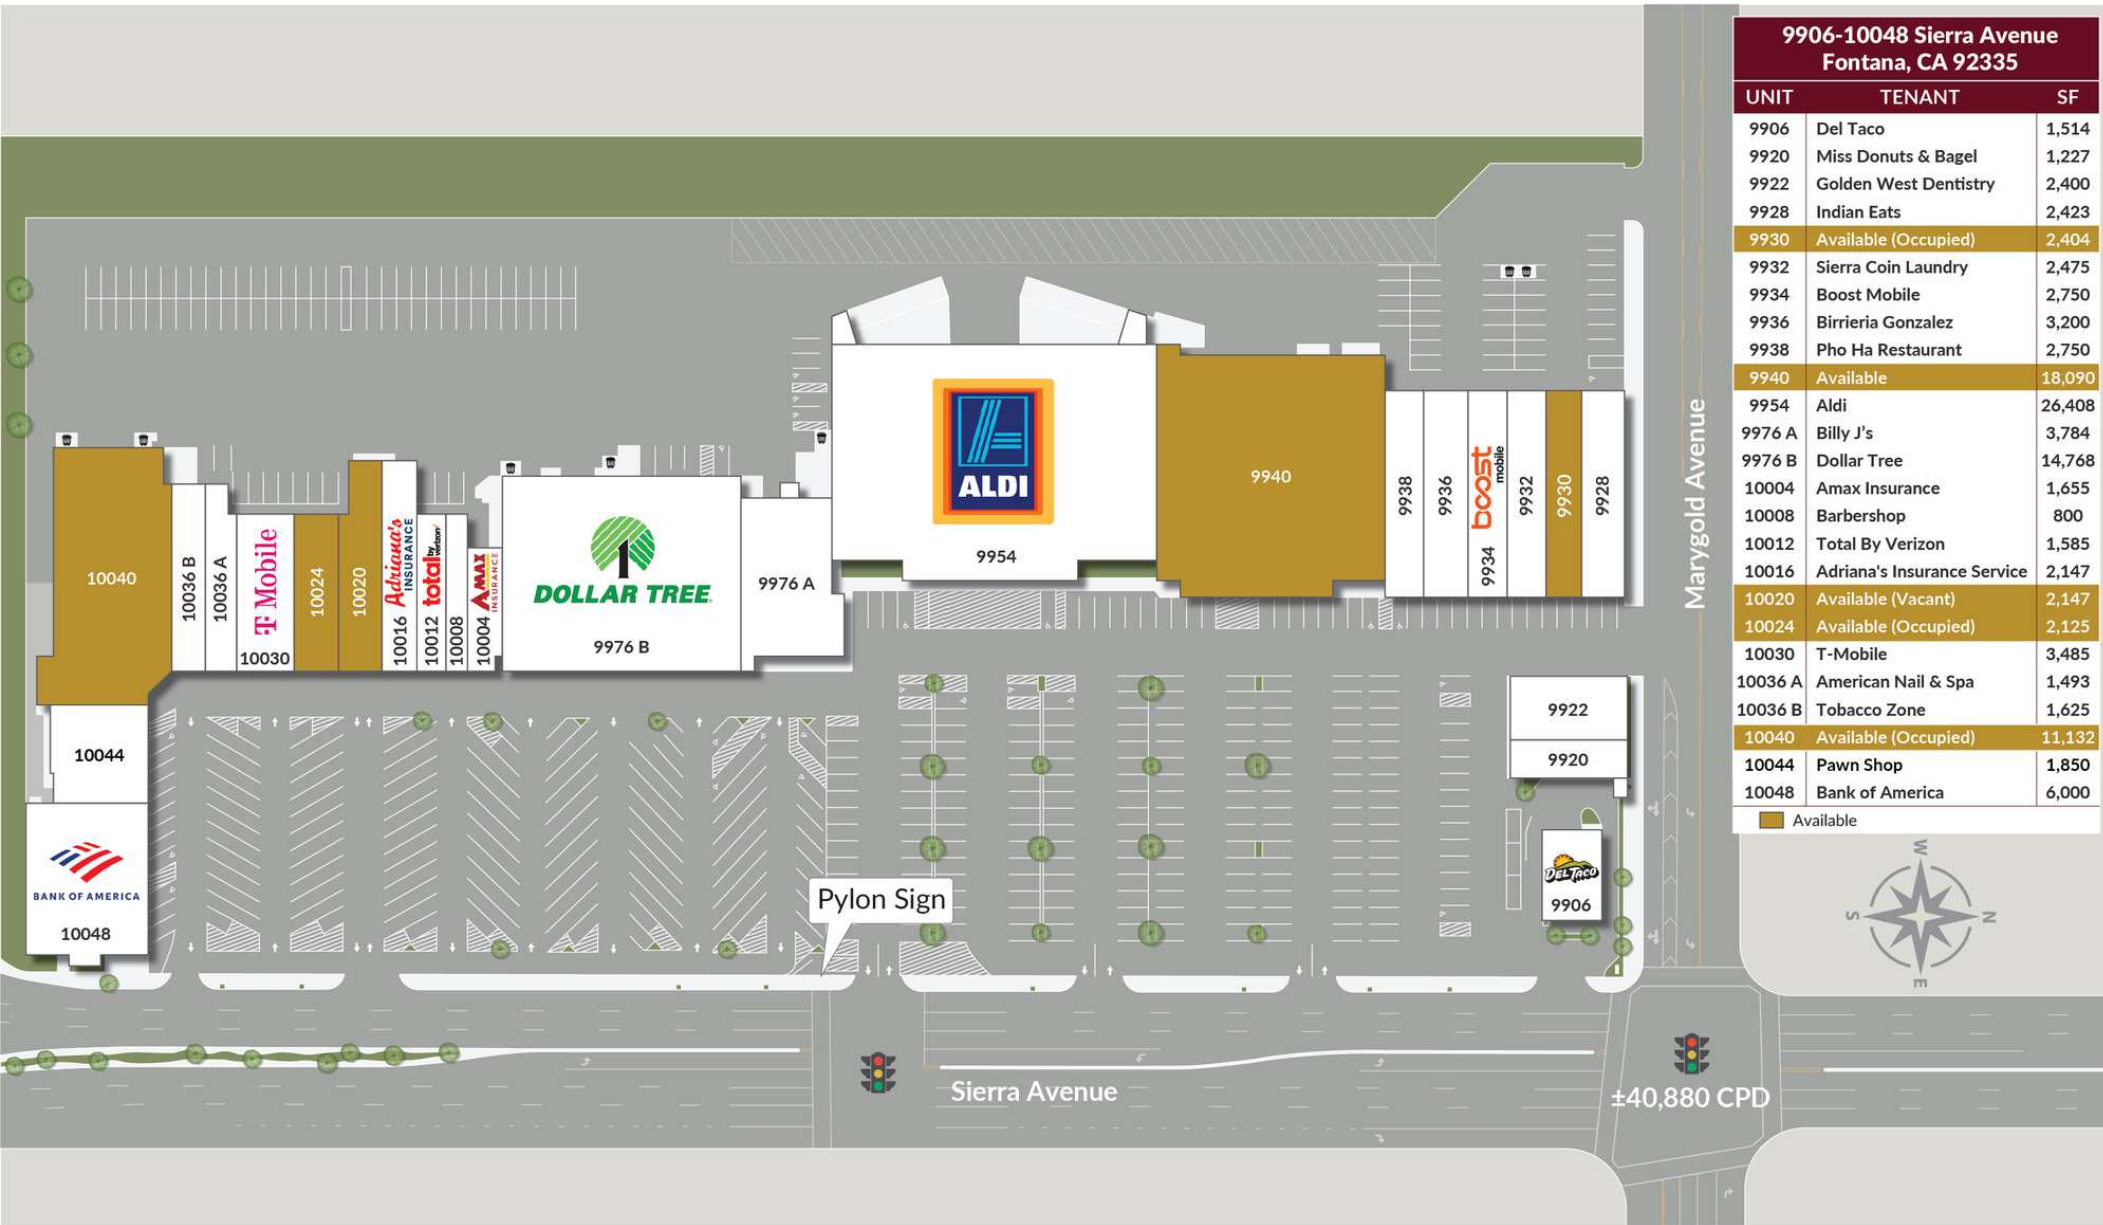 9906-10048 Sierra Avenue
Fontana, CA 92335
UNIT TENANT SF
9906 Del Taco 1,514
9920 Miss Donuts & Bagel 1,227
9922 Golden West Dentistry 2,400
9928 Indian Eats 2,423
9930 Available (Occupied) 2,404
9932 Sierra Coin Laundry 2,475
9934 Boost Mobile 2,750
9936 Birrieria Gonzalez 3,200
9938 Pho Ha Restaurant 2,750
9940 Available 18,090
9954 Aldi 26,408
9976 A Billy J's 3,784
9976 B Dollar Tree 14,768
10004 Amax Insurance 1,655
10008 Barbershop 800
10012 Total By Verizon 1,585
10016 Adriana's Insurance Service 2,147
10020 Available (Vacant) 2,147
10024 Available (Occupied) 2,125
10030 T-Mobile 3,485
10036 A American Nail & Spa 1,493
10036 B Tobacco Zone 1,625
10040 Available (Occupied) 11,132
10044 Pawn Shop 1,850
10048 Bank of America 6,000
Available
W
S
N
E
10040
10036 B
10036 A
T Mobile
10030
10024
10020
Adriana's
INSURANCE
10016
total by verizon
10012
10008
AMAX
INSURANCE
10004
DOLLAR TREE
9976 B
9976 A
ALDI
9954
9940
9938
9936
boost
mobile
9934
9932
9930
9928
Marygold Avenue
10044
BANK OF AMERICA
10048
9922
9920
DEL TACO
9906
Pylon Sign
Sierra Avenue
±40,880 CPD